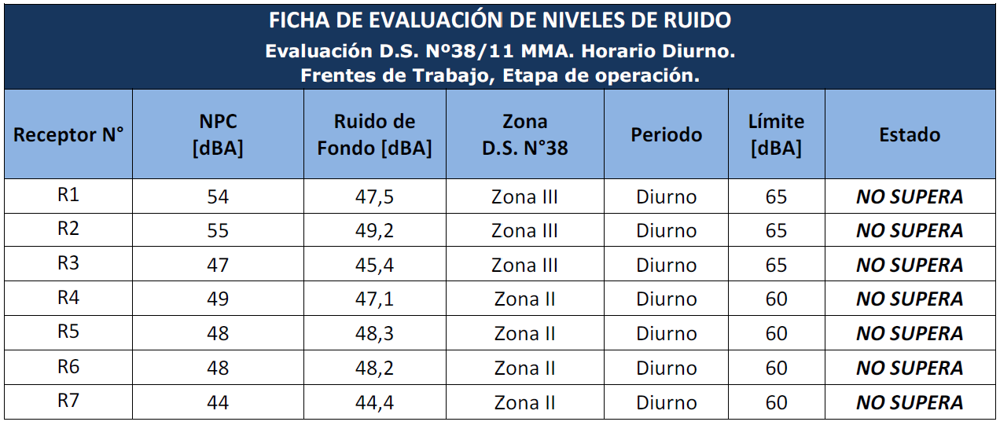 FICHA DE EVALUACIÓN DE NIVELES DE RUIDO
Evaluación D.S. Nº38/11 MMA. Horario Diurno.
Frentes de Trabajo, Etapa de operación.
Receptor N° NPC [dBA] Ruido de Fondo [dBA] Zona D.S. N°38 Periodo Límite [dBA] Estado
R1 54 47,5 Zona III Diurno 65 NO SUPERA
R2 55 49,2 Zona III Diurno 65 NO SUPERA
R3 47 45,4 Zona III Diurno 65 NO SUPERA
R4 49 47,1 Zona II Diurno 60 NO SUPERA
R5 48 48,3 Zona II Diurno 60 NO SUPERA
R6 48 48,2 Zona II Diurno 60 NO SUPERA
R7 44 44,4 Zona II Diurno 60 NO SUPERA